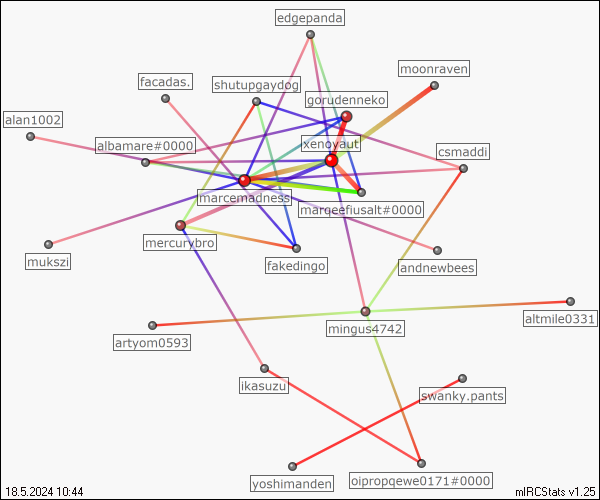 edgepanda
moonraven
facadas.
shutupgaydog
gorudenneko
alan1002
albamare#0000
xenoyaut
csmaddi
marcemadness
marqeefiusalt#0000
mukszi
mercurybro
fakedingo
andnewbees
altmile0331
mingus4742
artyom0593
ikasuzu
swanky.pants
yoshimanden
oipropqewe0171#0000
18.5.2024 10:44
mIRCStats v1.25